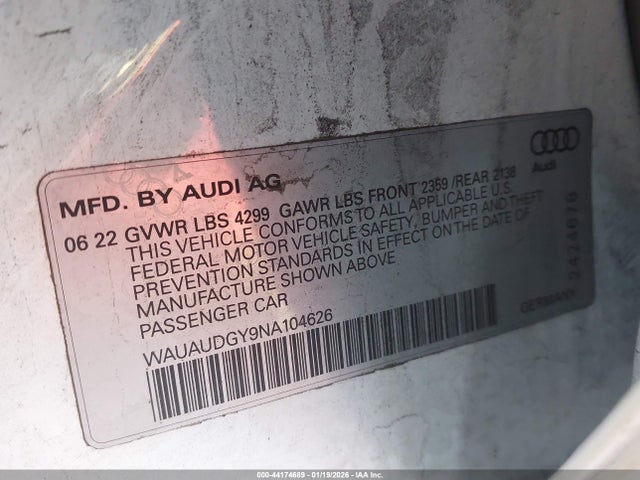 MFD. BY AUDI AG
06 22 GVWR LBS 4299 GAWR LBS FRONT 2359 /REAR 2138
THIS VEHICLE CONFORMS TO ALL APPLICABLE U.S.
FEDERAL MOTOR VEHICLE SAFETY, BUMPER AND THEFT
PREVENTION STANDARDS IN EFFECT ON THE DATE OF
MANUFACTURE SHOWN ABOVE
PASSENGER CAR
WAUAUDGY9NA104626
Audi
2424676
GERMANY
000-44174689 | 01/19/2026 | © IAA Inc.